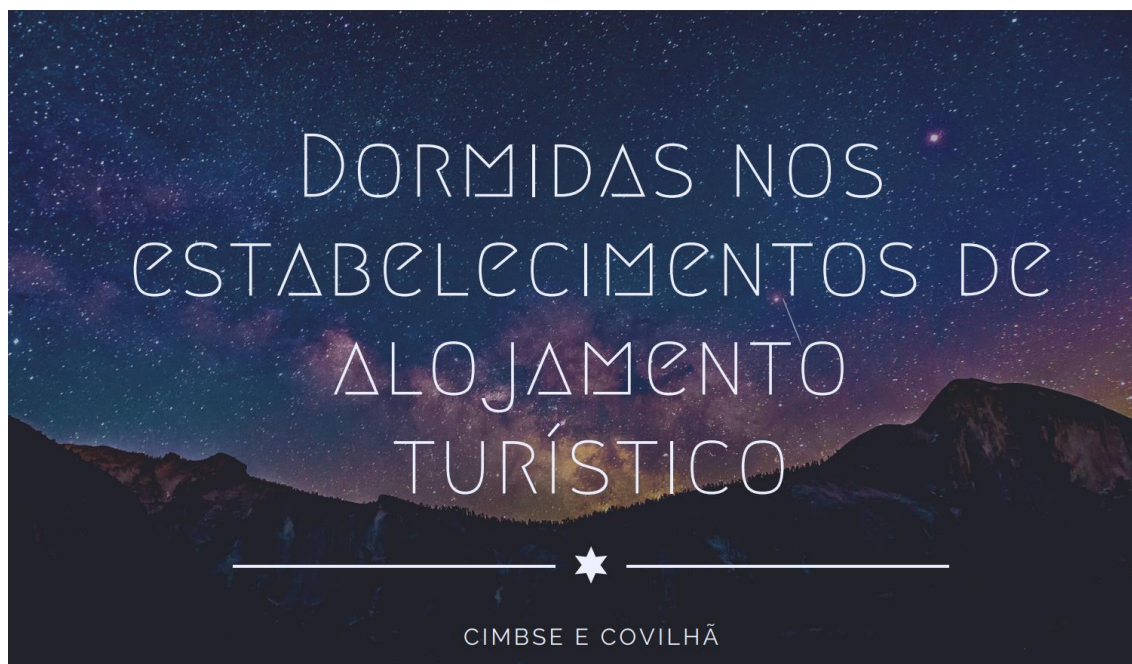 Dormidas nos
estabelecimentos de
alojamento
turístico
CIMBSE E COVILHÃ